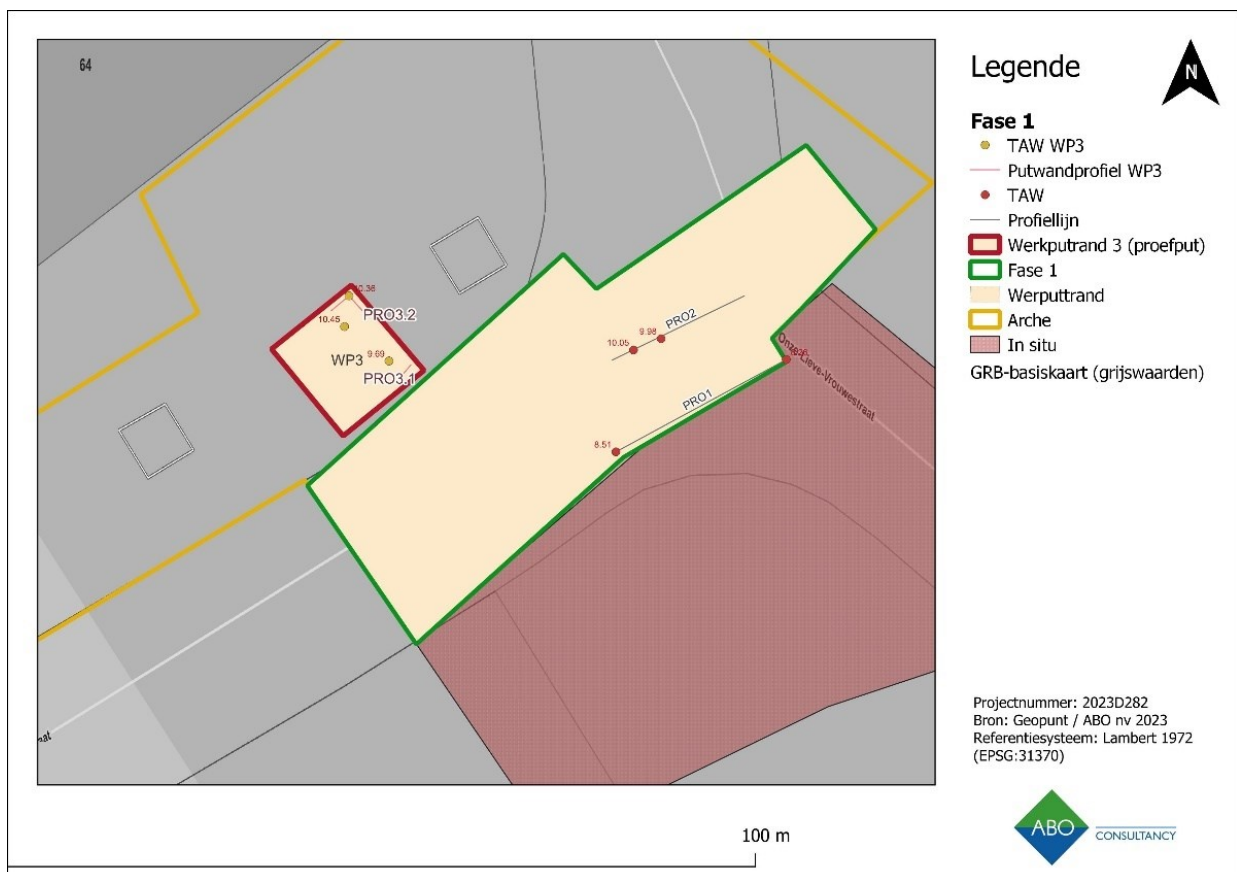 64
10.36
PRO3.2
10.45
9.69
WP3
PRO3.1
PRO2
9.98
10.05
PRO1
8.51
Onze-Lieve-Vrouwestraat
aat
Legende
N
Fase 1
TAW WP3
Putwandprofiel WP3
TAW
Profiellijn
Werkputrand 3 (proefput)
Fase 1
Werputtrand
Arche
In situ
GRB-basiskaart (grijswaarden)
Projectnummer: 2023D282
Bron: Geopunt / ABO nv 2023
Referentiesysteem: Lambert 1972
(EPSG:31370)
100 m
ABO
CONSULTANCY